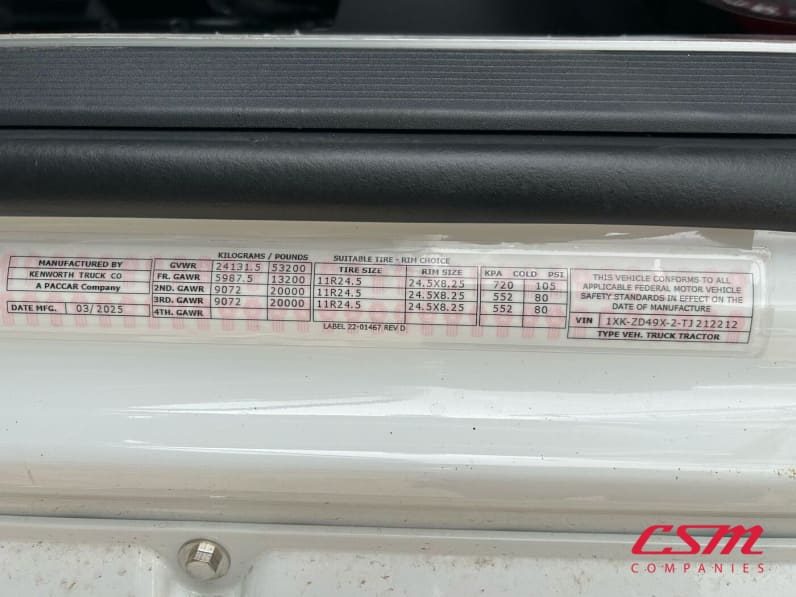 MANUFACTURED BY
KENWORTH TRUCK CO
A PACCAR Company
DATE MFG. 03/2025
KILOGRAMS / POUNDS
GVWR 24131.5 53200
FR. GAWR 5987.5 13200
2ND. GAWR 9072 20000
3RD. GAWR 9072 20000
4TH. GAWR
SUITABLE TIRE - RIM CHOICE
TIRE SIZE RIM SIZE KPA COLD PSI
11R24.5 24.5X8.25 720 105
11R24.5 24.5X8.25 552 80
11R24.5 24.5X8.25 552 80
LABEL 22-01467 REV D
THIS VEHICLE CONFORMS TO ALL
APPLICABLE FEDERAL MOTOR VEHICLE
SAFETY STANDARDS IN EFFECT ON THE
DATE OF MANUFACTURE
VIN 1XK-ZD49X-2-TJ212212
TYPE VEH. TRUCK TRACTOR
CSM
COMPANIES